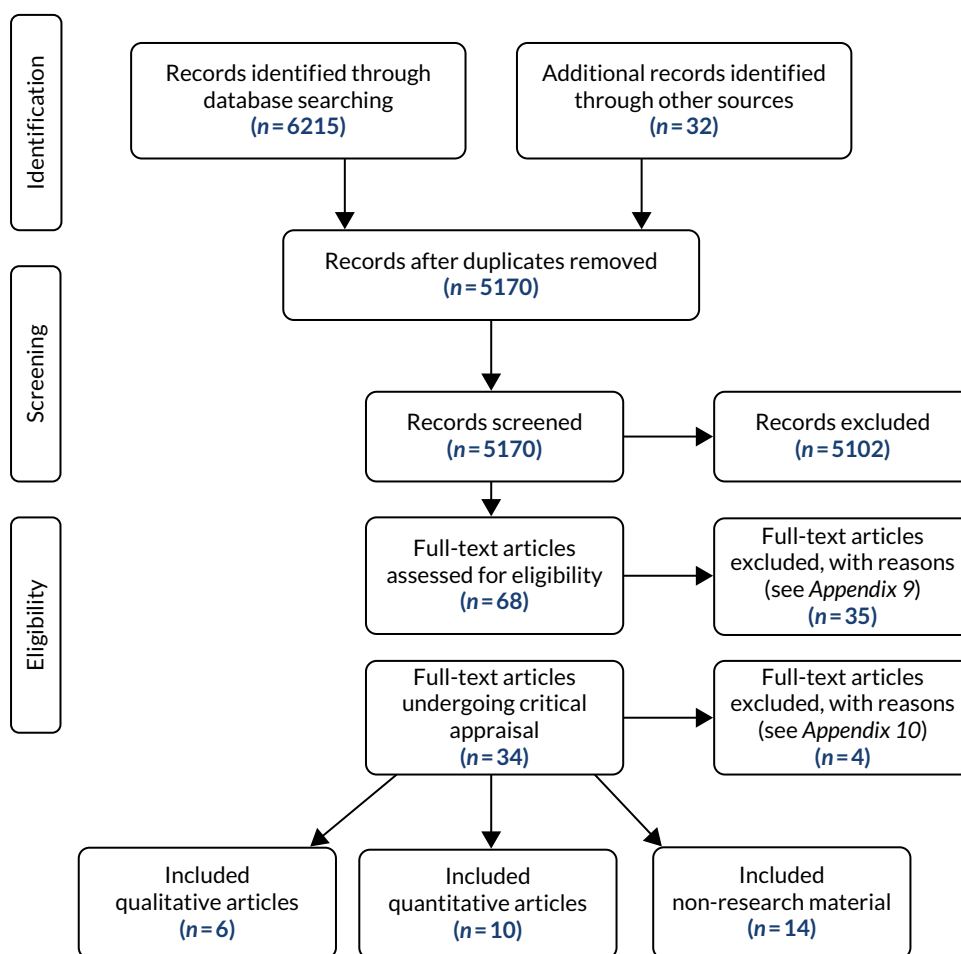 Identification
Records identified through
database searching
(n=6215)
Additional records identified
through other sources
(n=32)
Records after duplicates removed
(n=5170)
Screening
Records screened
(n=5170)
Records excluded
(n=5102)
Eligibility
Full-text articles
assessed for eligibility
(n=68)
Full-text articles
excluded, with reasons
(see Appendix 9)
(n=35)
Full-text articles
undergoing critical
appraisal
(n=34)
Full-text articles
excluded, with reasons
(see Appendix 10)
(n=4)
Included
qualitative articles
(n=6)
Included
quantitative articles
(n=10)
Included
non-research material
(n=14)